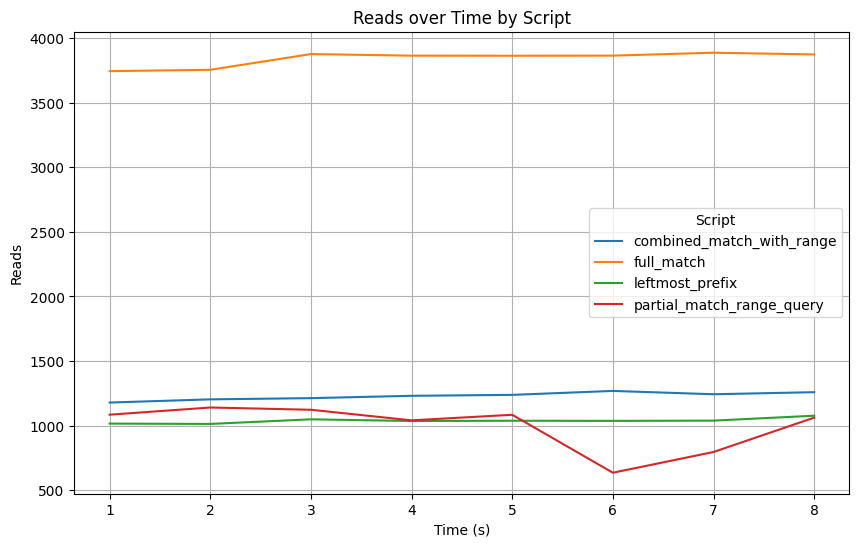 Reads over Time by Script
4000
3500
3000
2500
2000
1500
1000
500
Reads
Script
combined_match_with_range
full_match
leftmost_prefix
partial_match_range_query
1 2 3 4 5 6 7 8
Time (s)